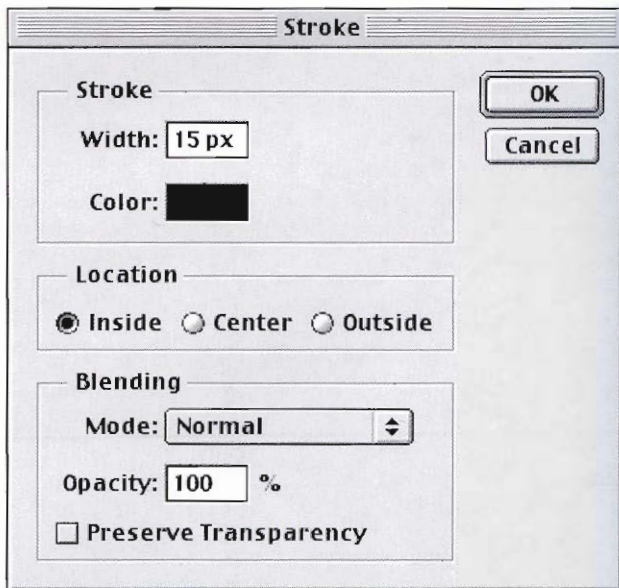 Stroke
Stroke
Width: 15 px
Color:
OK
Cancel
Location
Inside Center Outside
Blending
Mode: Normal
Opacity: 100 %
Preserve Transparency